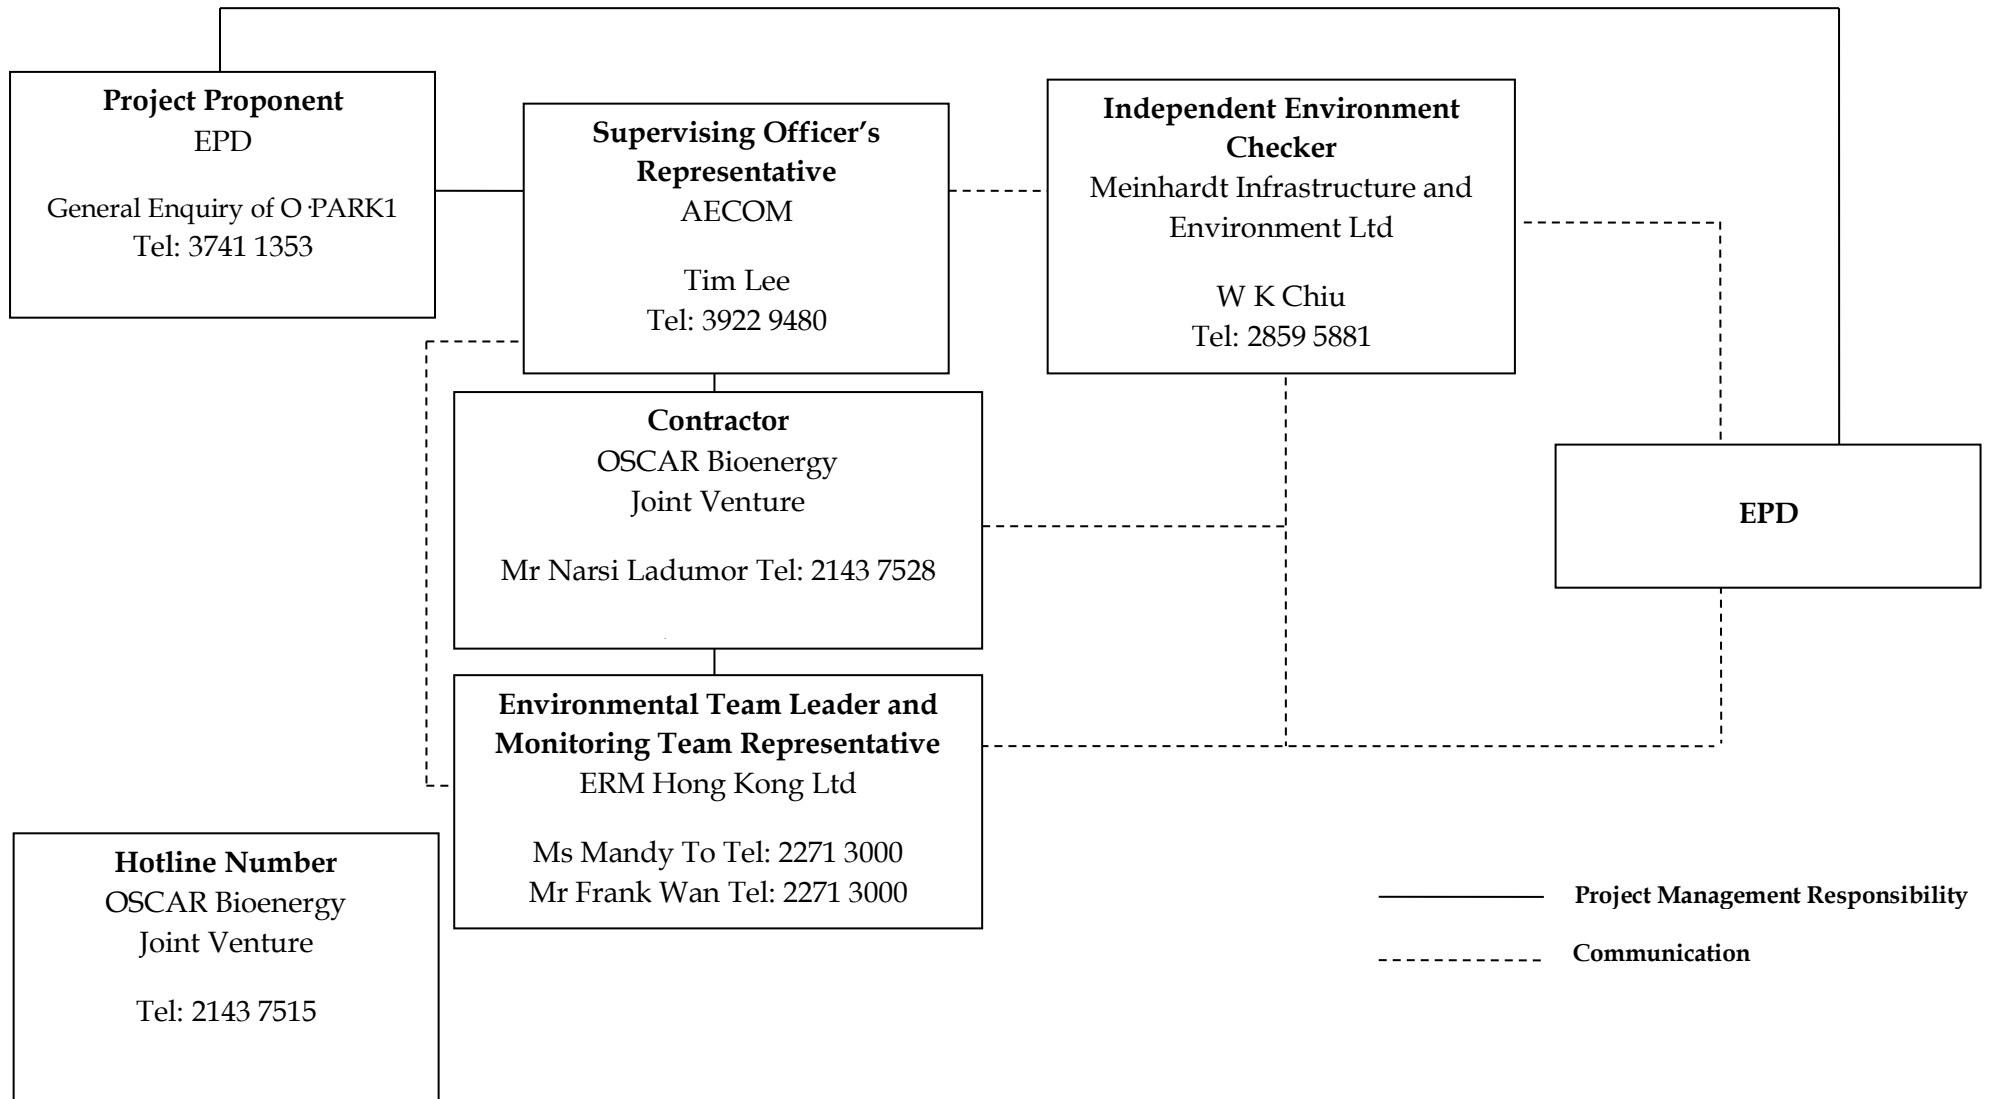 Project Proponent
EPD
General Enquiry of O·PARK1
Tel: 3741 1353
Supervising Officer’s
Representative
AECOM
Tim Lee
Tel: 3922 9480
Independent Environment
Checker
Meinhardt Infrastructure and
Environment Ltd
W K Chiu
Tel: 2859 5881
Contractor
OSCAR Bioenergy
Joint Venture
Mr Narsi Ladumor Tel: 2143 7528
EPD
Environmental Team Leader and
Monitoring Team Representative
ERM Hong Kong Ltd
Ms Mandy To Tel: 2271 3000
Mr Frank Wan Tel: 2271 3000
Hotline Number
OSCAR Bioenergy
Joint Venture
Tel: 2143 7515
Project Management Responsibility
Communication